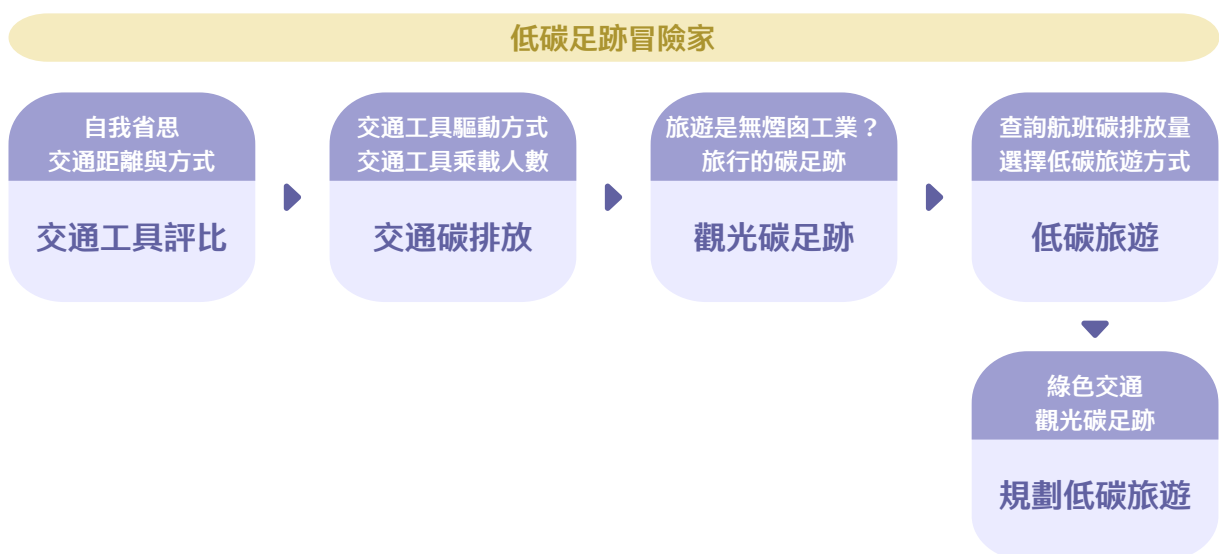 低碳足跡冒險家
自我省思
交通距離與方式
交通工具評比
交通工具驅動方式
交通工具乘載人數
交通碳排放
旅遊是無煙囪工業？
旅行的碳足跡
觀光碳足跡
查詢航班碳排放量
選擇低碳旅遊方式
低碳旅遊
綠色交通
觀光碳足跡
規劃低碳旅遊